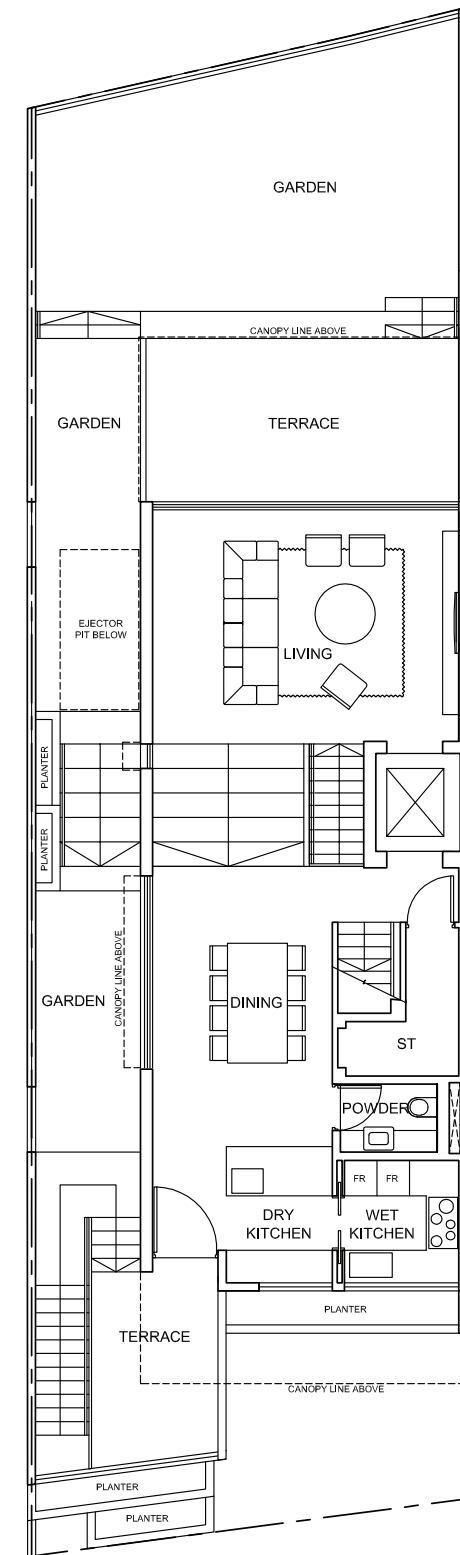 GARDEN
CANOPY LINE ABOVE
GARDEN
TERRACE
EJECTOR
PIT BELOW
LIVING
PLANTER
PLANTER
CANOPY LINE ABOVE
GARDEN
DINING
ST
POWDER
FR
FR
DRY
KITCHEN
WET
KITCHEN
PLANTER
TERRACE
CANOPY LINE ABOVE
PLANTER
PLANTER